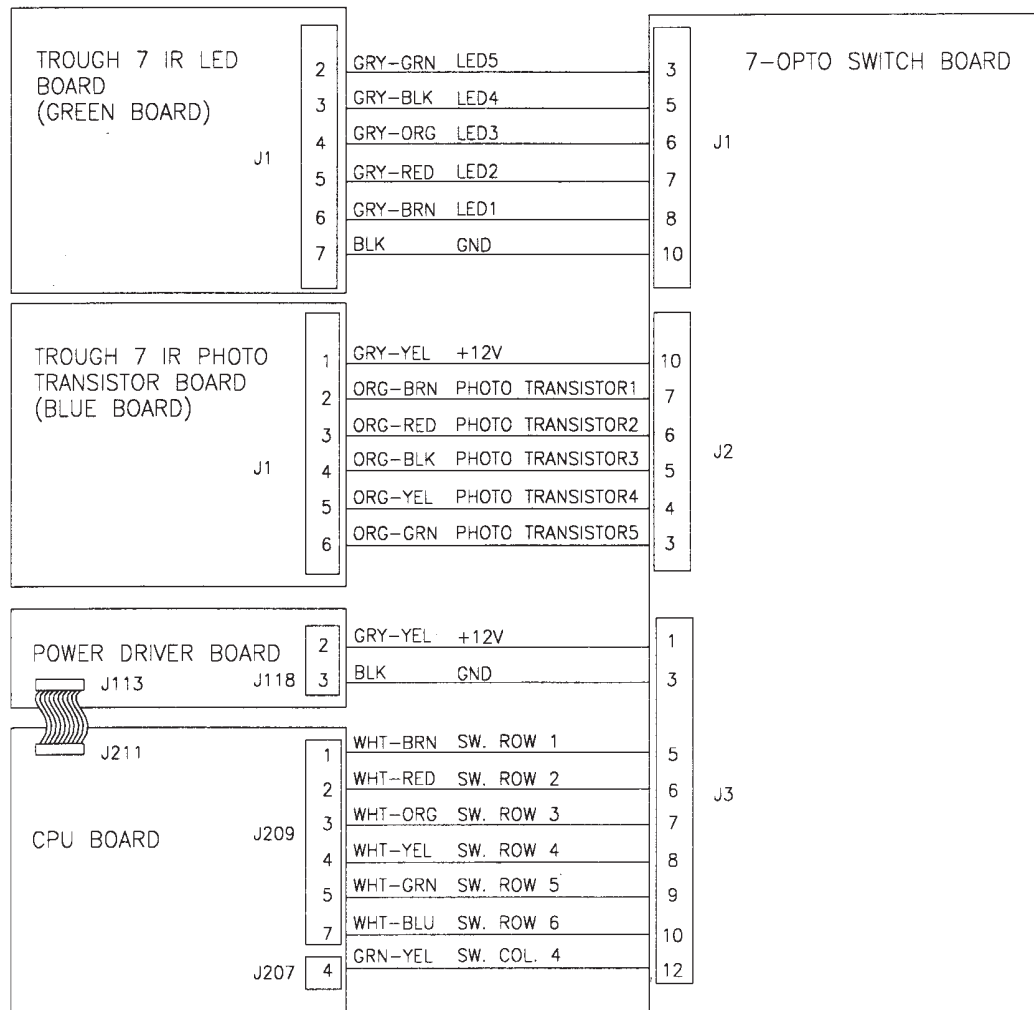 TROUGH 7 IR LED
BOARD
(GREEN BOARD)
J1
2 GRY-GRN LED5 3
3 GRY-BLK LED4 5
4 GRY-ORG LED3 6
5 GRY-RED LED2 7
6 GRY-BRN LED1 8
7 BLK GND 10
7-OPTO SWITCH BOARD
J1
TROUGH 7 IR PHOTO
TRANSISTOR BOARD
(BLUE BOARD)
J1
1 GRY-YEL +12V 10
2 ORG-BRN PHOTO TRANSISTOR1 7
3 ORG-RED PHOTO TRANSISTOR2 6
4 ORG-BLK PHOTO TRANSISTOR3 5
5 ORG-YEL PHOTO TRANSISTOR4 4
6 ORG-GRN PHOTO TRANSISTOR5 3
J2
POWER DRIVER BOARD
J113
J118
2 GRY-YEL +12V 1
3 BLK GND 3
J211
CPU BOARD
J209
1 WHT-BRN SW. ROW 1 5
2 WHT-RED SW. ROW 2 6
3 WHT-ORG SW. ROW 3 7
4 WHT-YEL SW. ROW 4 8
5 WHT-GRN SW. ROW 5 9
7 WHT-BLU SW. ROW 6 10
J207
4 GRN-YEL SW. COL. 4 12
J3